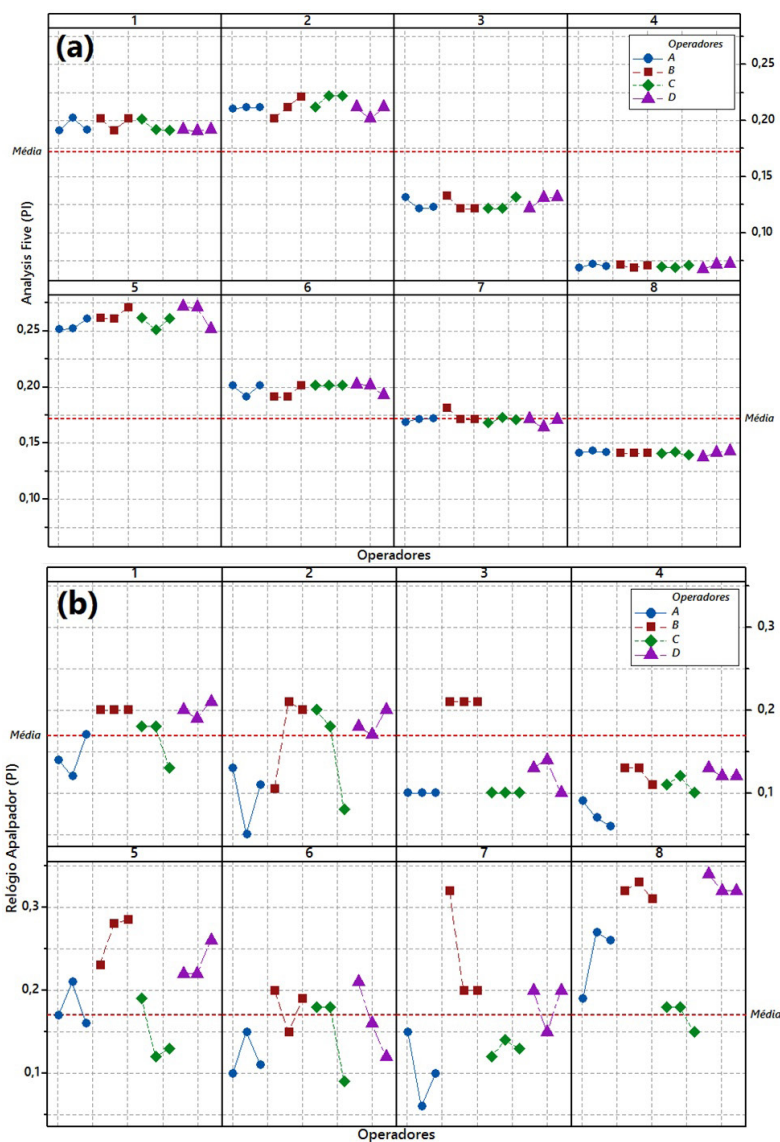 1 2 3 4
(a)
Operadores
A
B
C
D
0,25
0,20
0,15
0,10
Média
Analysis Five (PI)
5 6 7 8
0,25
0,20
0,15
0,10
Média
Operadores
1 2 3 4
(b)
Operadores
A
B
C
D
0,3
0,2
0,1
Média
Relógio Apalpador (PI)
5 6 7 8
0,3
0,2
0,1
Média
Operadores